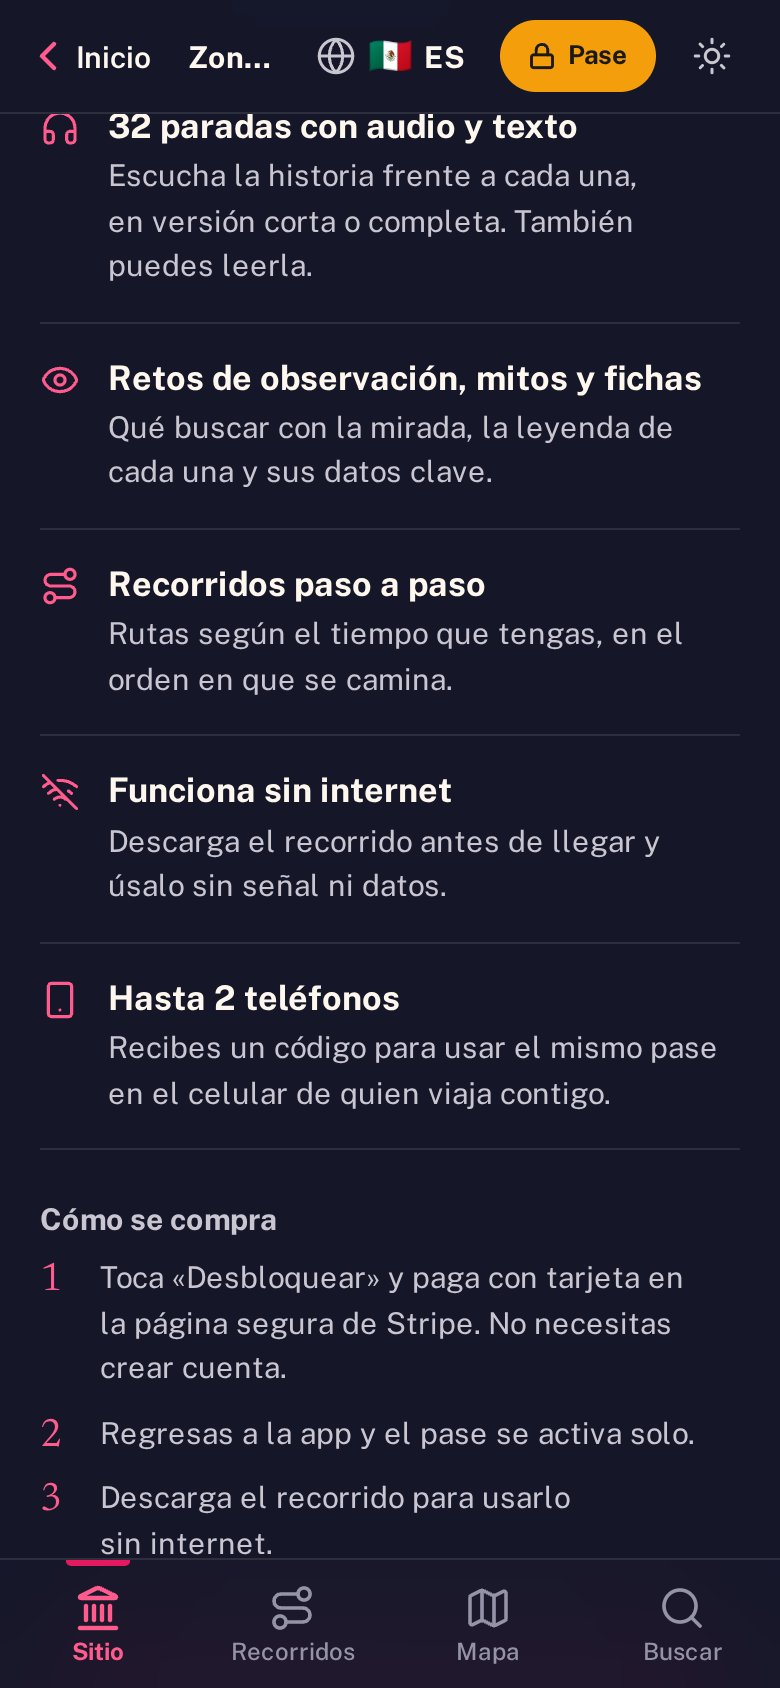 Inicio
Zon...
ES
Pase
32 paradas con audio y texto
Escucha la historia frente a cada una,
en versión corta o completa. También
puedes leerla.
Retos de observación, mitos y fichas
Qué buscar con la mirada, la leyenda de
cada una y sus datos clave.
Recorridos paso a paso
Rutas según el tiempo que tengas, en el
orden en que se camina.
Funciona sin internet
Descarga el recorrido antes de llegar y
úsalo sin señal ni datos.
Hasta 2 teléfonos
Recibes un código para usar el mismo pase
en el celular de quien viaja contigo.
Cómo se compra
1 Toca «Desbloquear» y paga con tarjeta en
la página segura de Stripe. No necesitas
crear cuenta.
2 Regresas a la app y el pase se activa solo.
3 Descarga el recorrido para usarlo
sin internet.
Sitio
Recorridos
Mapa
Buscar